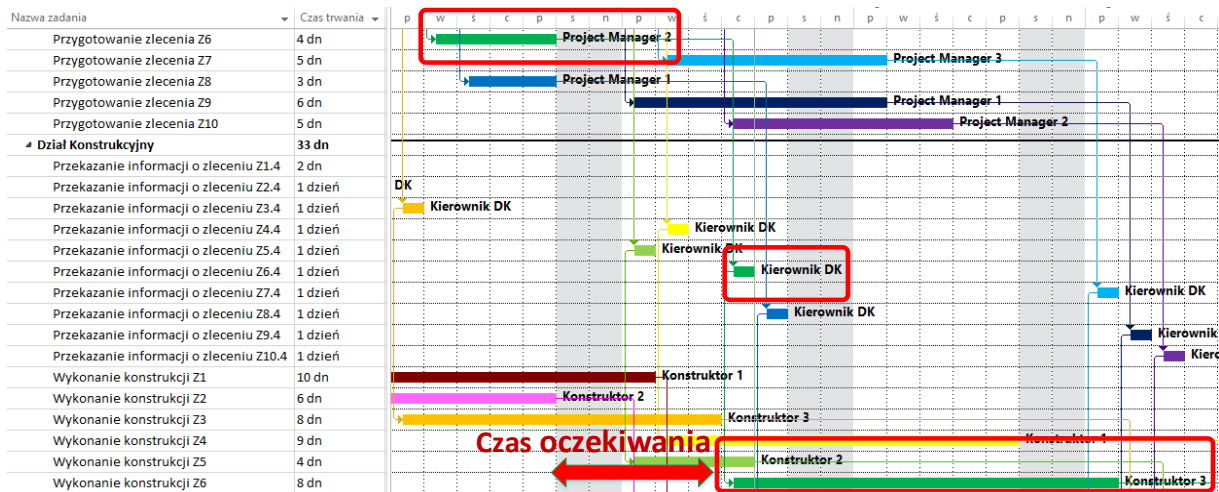 Nazwa zadania Czas trwania p w ś c p s n p w ś c p s n p w ś c p s n p w ś c
Przygotowanie zlecenia Z6 4 dn Project Manager 2
Przygotowanie zlecenia Z7 5 dn Project Manager 3
Przygotowanie zlecenia Z8 3 dn Project Manager 1
Przygotowanie zlecenia Z9 6 dn Project Manager 1
Przygotowanie zlecenia Z10 5 dn Project Manager 2
Dział Konstrukcyjny 33 dn
Przekazanie informacji o zleceniu Z1.4 2 dn
Przekazanie informacji o zleceniu Z2.4 1 dzień DK
Przekazanie informacji o zleceniu Z3.4 1 dzień Kierownik DK
Przekazanie informacji o zleceniu Z4.4 1 dzień Kierownik DK
Przekazanie informacji o zleceniu Z5.4 1 dzień Kierownik DK
Przekazanie informacji o zleceniu Z6.4 1 dzień Kierownik DK
Przekazanie informacji o zleceniu Z7.4 1 dzień Kierownik DK
Przekazanie informacji o zleceniu Z8.4 1 dzień Kierownik DK
Przekazanie informacji o zleceniu Z9.4 1 dzień Kierownik
Przekazanie informacji o zleceniu Z10.4 1 dzień Kiero
Wykonanie konstrukcji Z1 10 dn Konstruktor 1
Wykonanie konstrukcji Z2 6 dn Konstruktor 2
Wykonanie konstrukcji Z3 8 dn Konstruktor 3
Wykonanie konstrukcji Z4 9 dn Czas oczekiwania Konstruktor 1
Wykonanie konstrukcji Z5 4 dn Konstruktor 2
Wykonanie konstrukcji Z6 8 dn Konstruktor 3